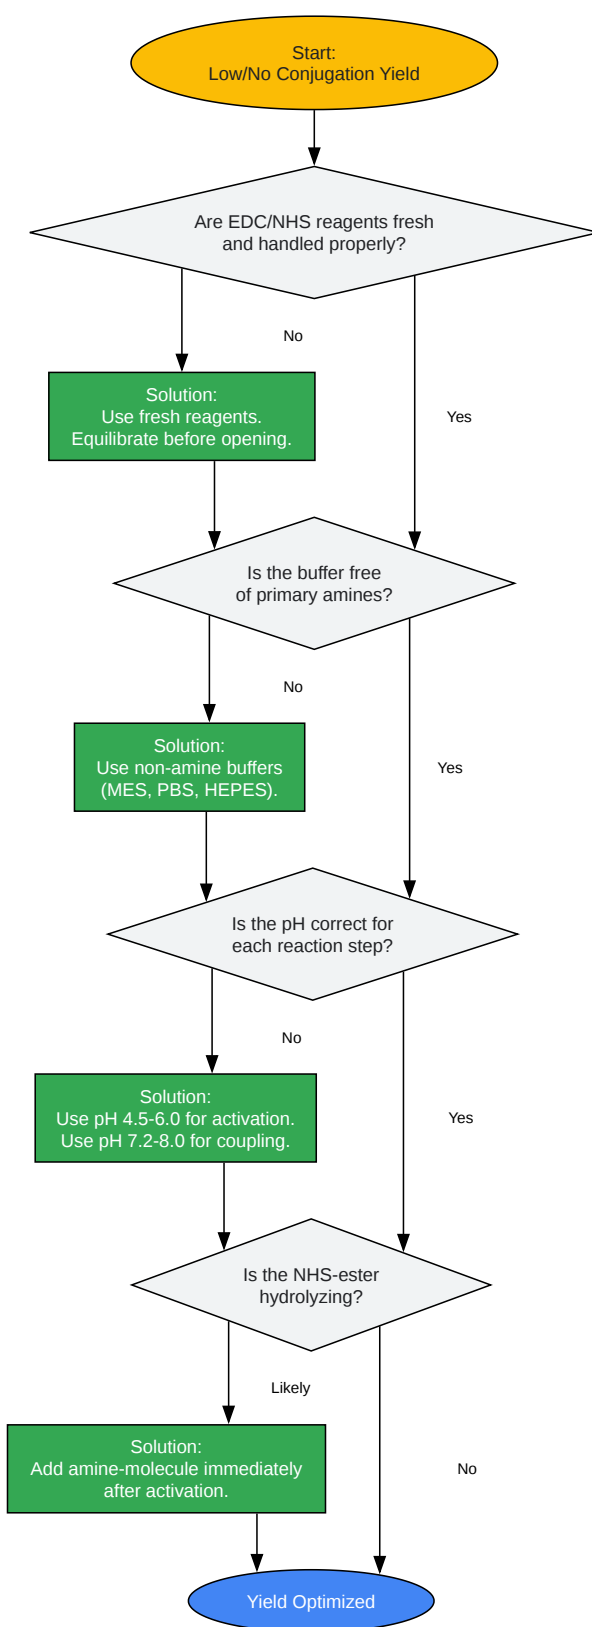 Start:
Low/No Conjugation Yield
Are EDC/NHS reagents fresh
and handled properly?
No
Solution:
Use fresh reagents.
Equilibrate before opening.
Yes
Is the buffer free
of primary amines?
No
Solution:
Use non-amine buffers
(MES, PBS, HEPES).
Yes
Is the pH correct for
each reaction step?
No
Solution:
Use pH 4.5-6.0 for activation.
Use pH 7.2-8.0 for coupling.
Yes
Is the NHS-ester
hydrolyzing?
Likely
Solution:
Add amine-molecule immediately
after activation.
No
Yield Optimized